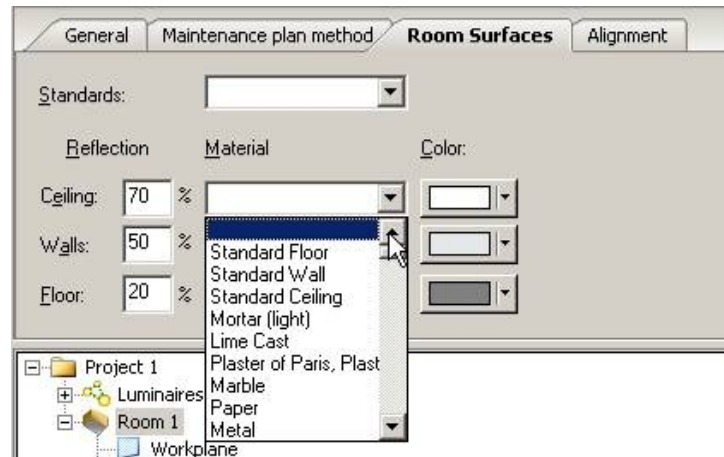 General Maintenance plan method Room Surfaces Alignment
Standards:
Reflection Material Color:
Ceiling: 70 %
Walls: 50 %
Floor: 20 %
Standard Floor
Standard Wall
Standard Ceiling
Mortar (light)
Lime Cast
Plaster of Paris, Plast
Marble
Paper
Metal
Project 1
Luminaires
Room 1
Workplane